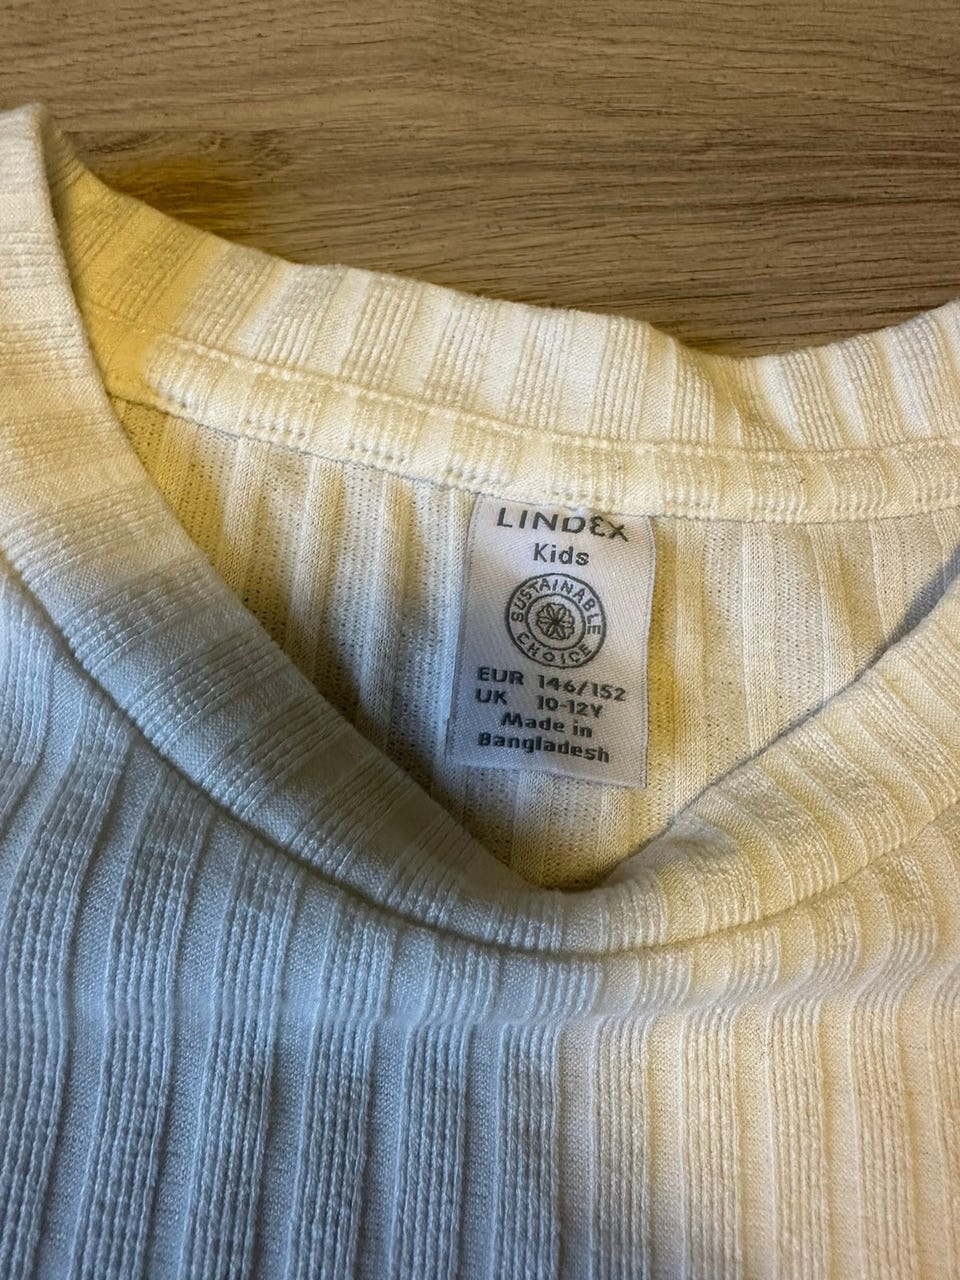 LINDEX
Kids
SUSTAINABLE
CHOICE
EUR 146/152
UK 10-12Y
Made in
Bangladesh